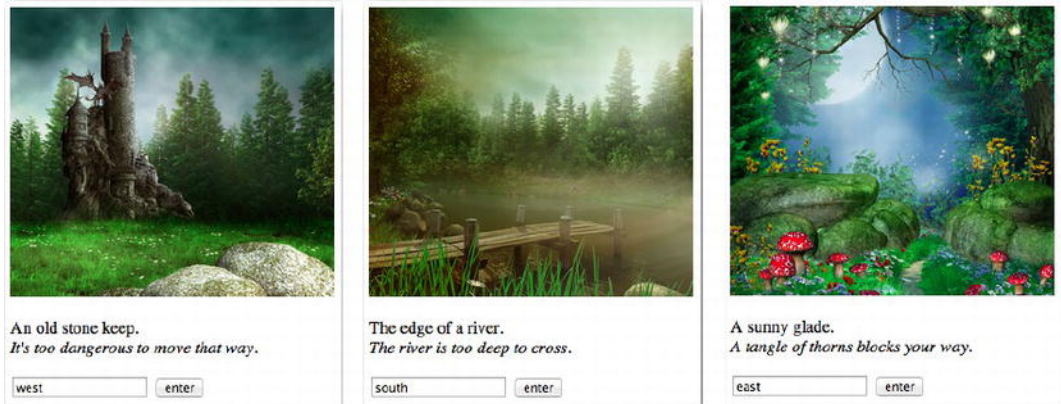 An old stone keep.
It's too dangerous to move that way.
west enter
The edge of a river.
The river is too deep to cross.
south enter
A sunny glade.
A tangle of thorns blocks your way.
east enter